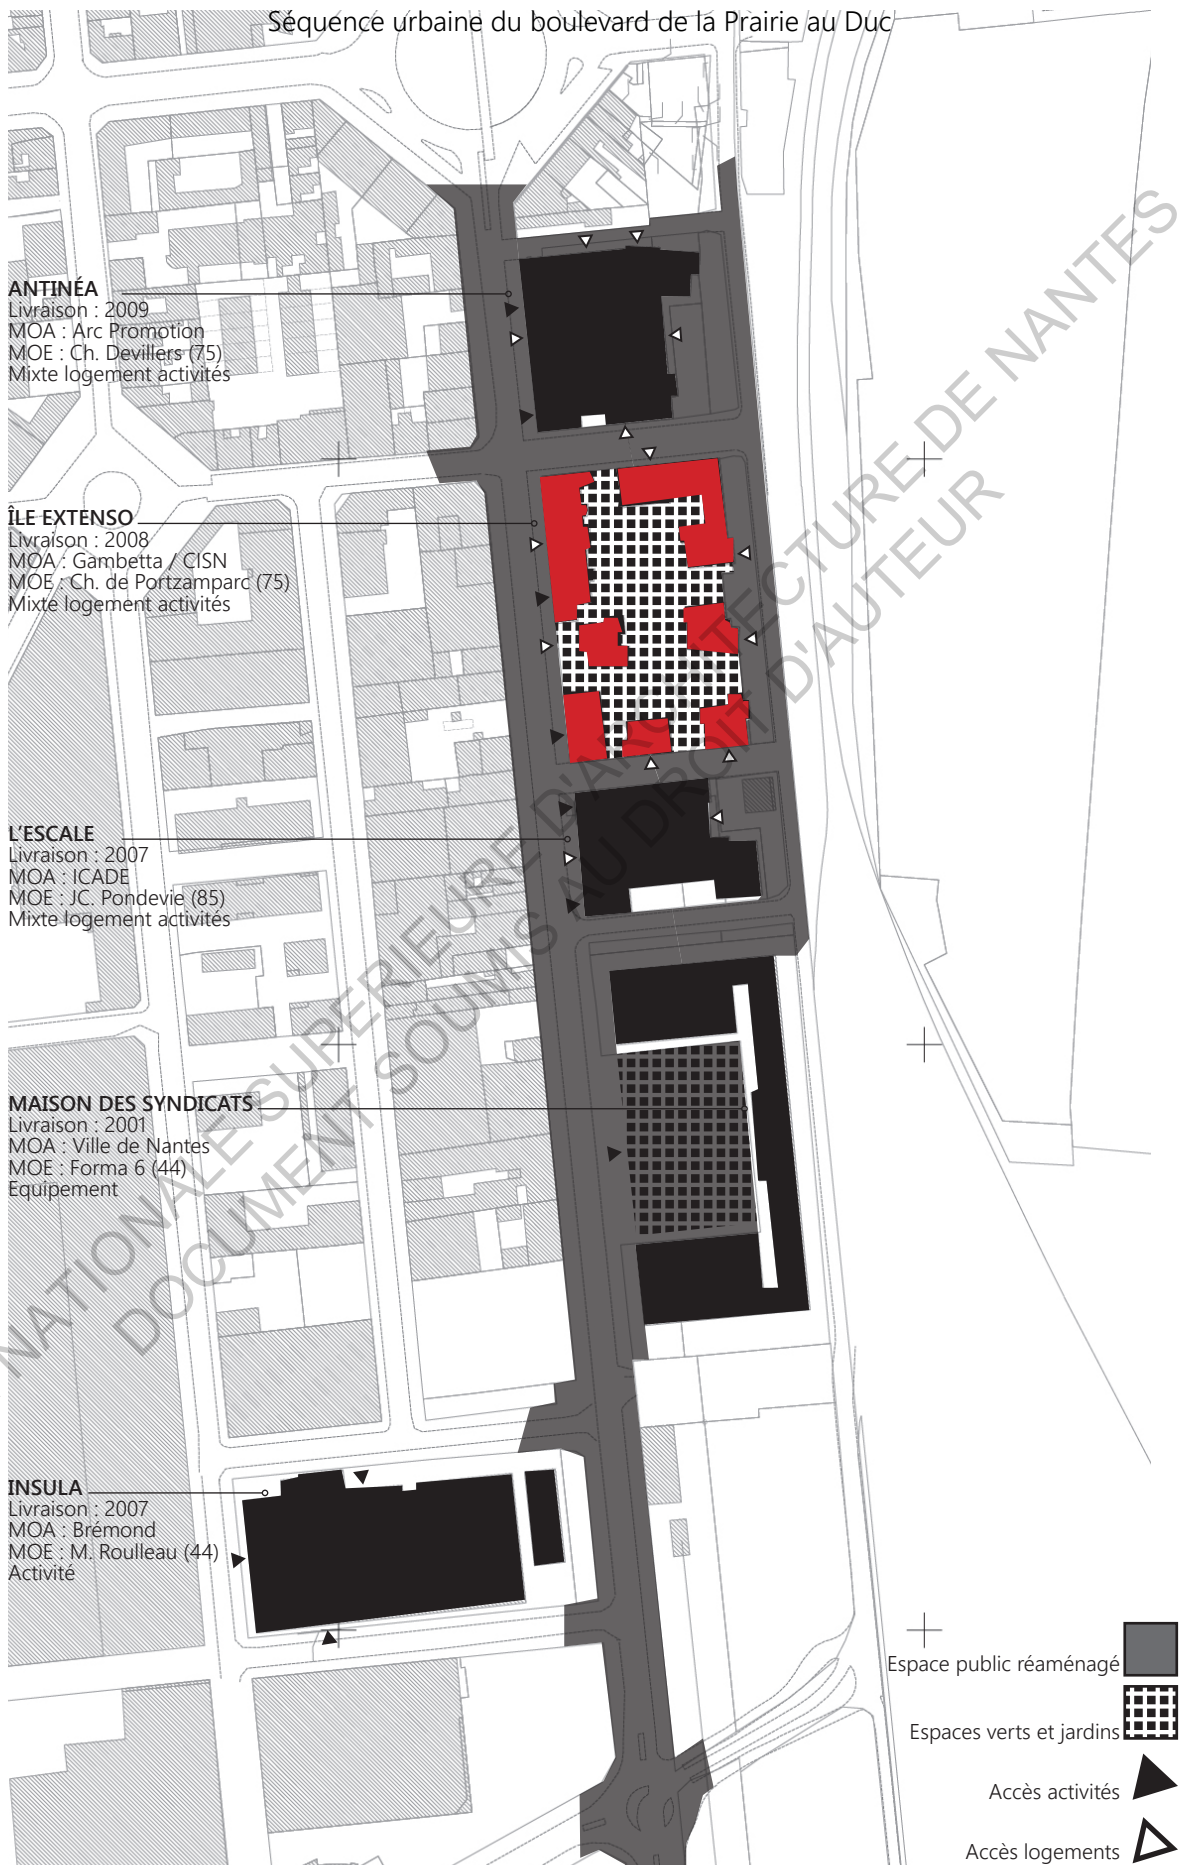 Séquence urbaine du boulevard de la Prairie au Duc
ANTINÉA
Livraison : 2009
MOA : Arc Promotion
MOE : Ch. Devillers (75)
Mixte logement activités
ÎLE EXTENSO
Livraison : 2008
MOA : Gambetta / CISN
MOE : Ch. de Portzamparc (75)
Mixte logement activités
L'ESCALE
Livraison : 2007
MOA : ICADE
MOE : JC. Pondevie (85)
Mixte logement activités
MAISON DES SYNDICATS
Livraison : 2001
MOA : Ville de Nantes
MOE : Forma 6 (44)
Equipement
INSULA
Livraison : 2007
MOA : Brémond
MOE : M. Roulleau (44)
Activité
Espace public réaménagé
Espaces verts et jardins
Accès activités
Accès logements
NATIONALE SUPERIEURE D'ARCHITECTURE DE NANTES
DOCUMENT SOUMIS AU DROIT D'AUTEUR